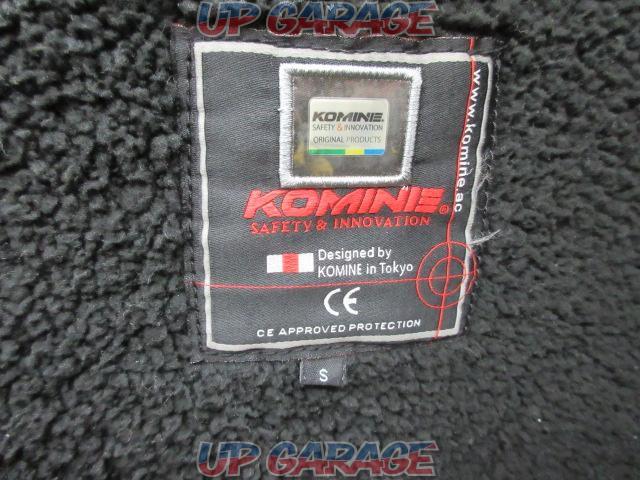 UP GARAGE
KOMINE
SAFETY & INNOVATION
ORIGINAL PRODUCTS
www.komine.ac
KOMINE®
SAFETY & INNOVATION
Designed by
KOMINE in Tokyo
CE
CE APPROVED PROTECTION
S
UP GARAGE